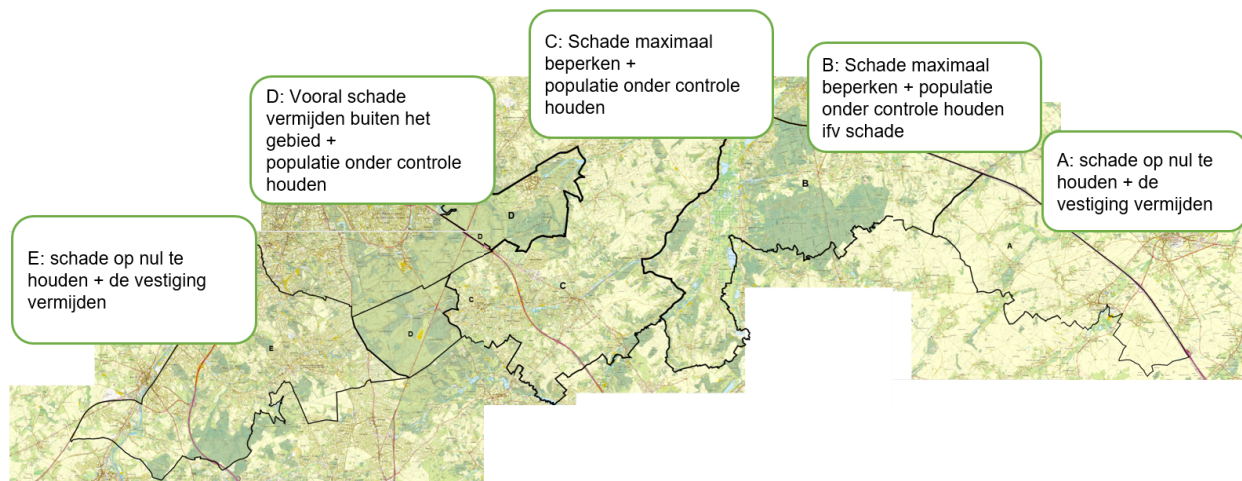 C: Schade maximaal
beperken +
populatie onder controle
houden
B: Schade maximaal
beperken + populatie
onder controle houden
ifv schade
D: Vooral schade
vermijden buiten het
gebied +
populatie onder controle
houden
A: schade op nul te
houden + de
vestiging vermijden
E: schade op nul te
houden + de vestiging
vermijden
B
D
D
A
C
C
D
E